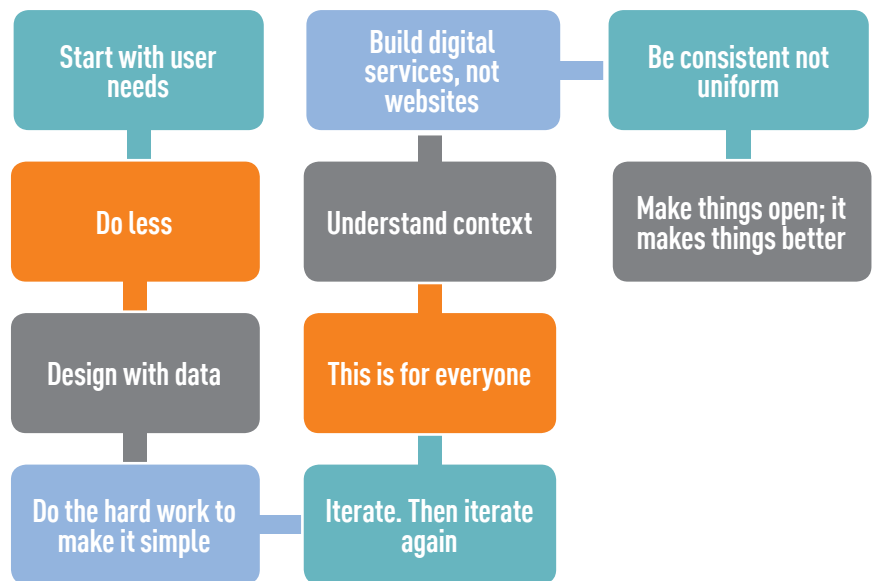 Start with user
needs
Do less
Design with data
Do the hard work to
make it simple
Iterate. Then iterate
again
This is for everyone
Understand context
Build digital
services, not
websites
Be consistent not
uniform
Make things open; it
makes things better